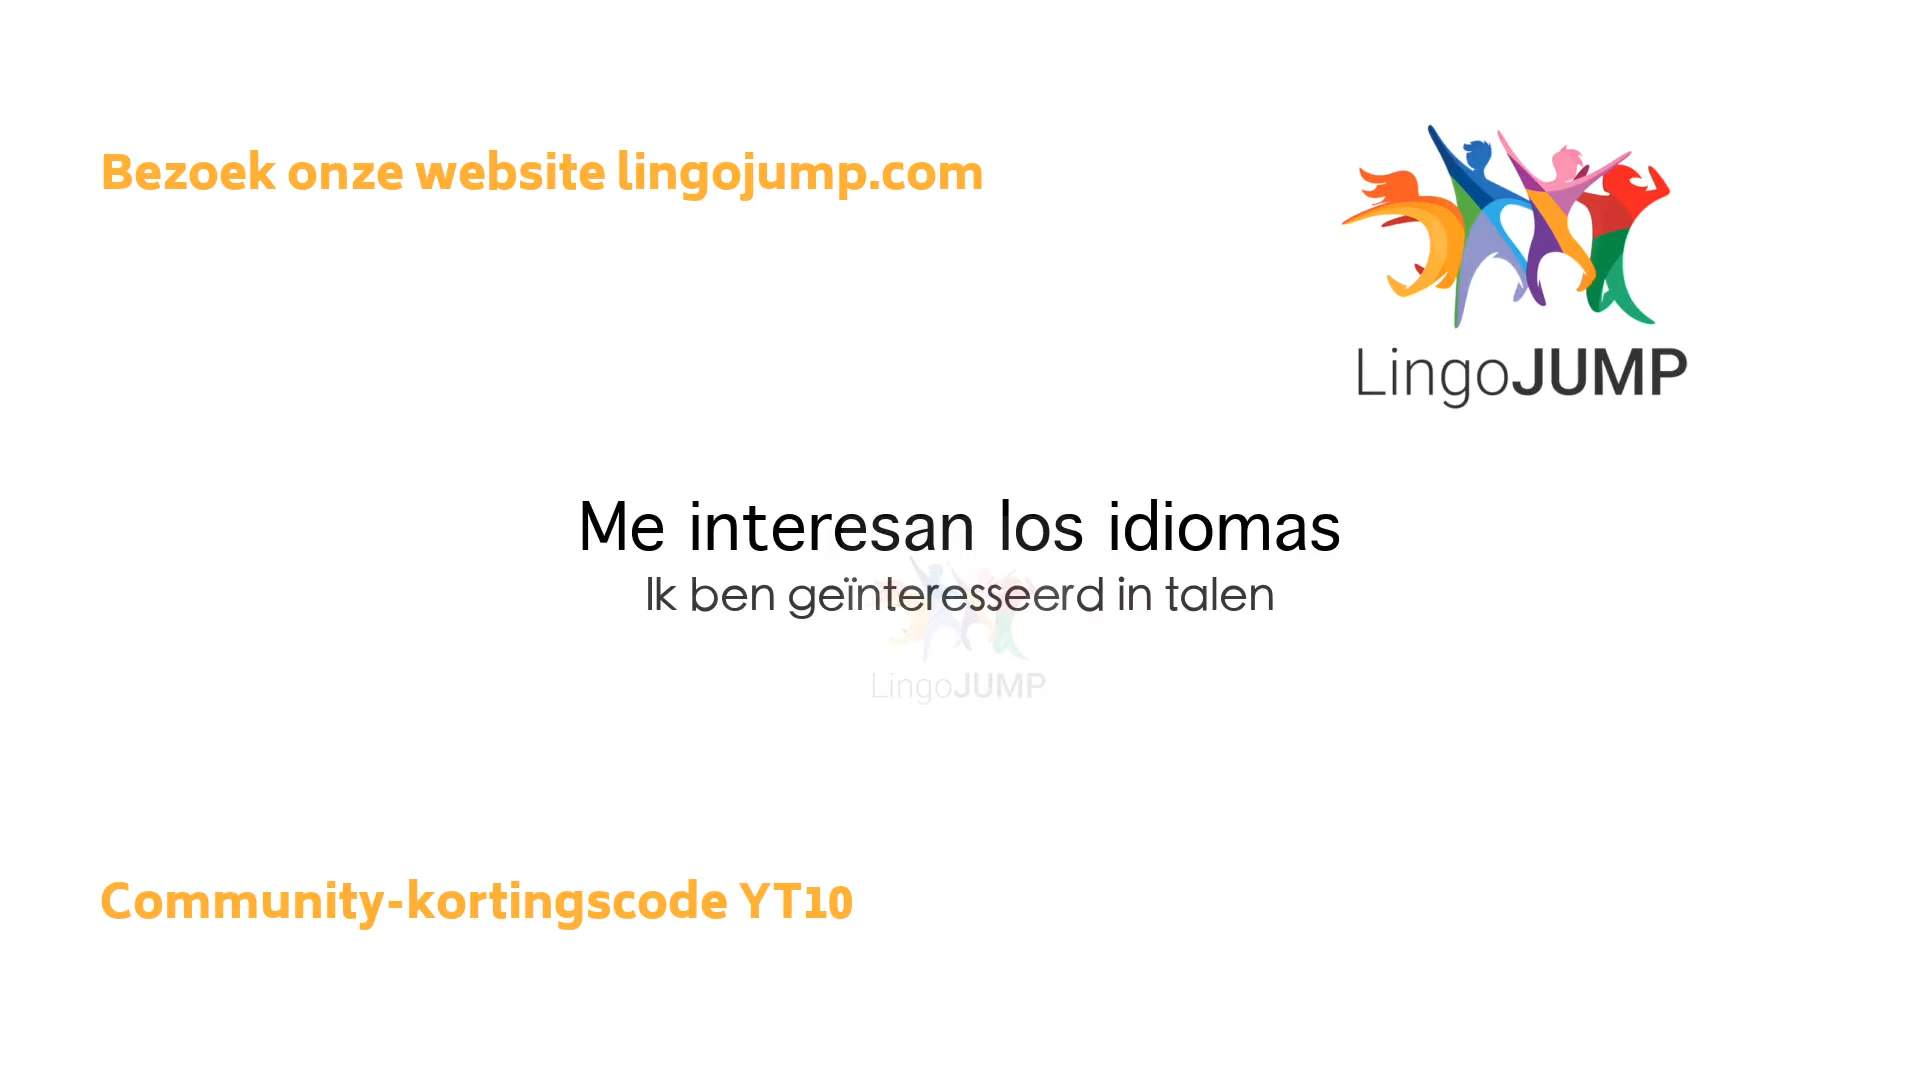 Bezoek onze website lingojump.com
LingoJUMP
Me interesan los idiomas
Ik ben geïnteresseerd in talen
LingoJUMP
Community-kortingscode YT10